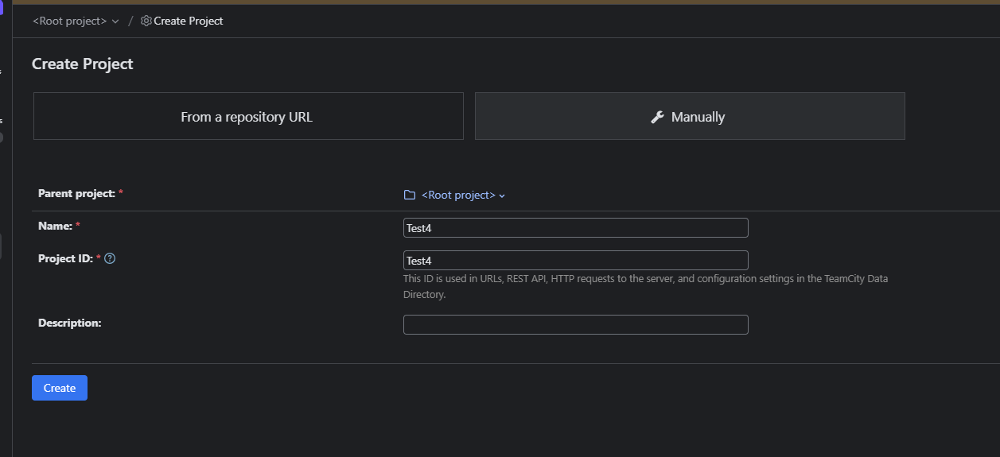 <Root project> / Create Project
Create Project
From a repository URL
Manually
Parent project: *
<Root project>
Name: *
Test4
Project ID: * ?
Test4
This ID is used in URLs, REST API, HTTP requests to the server, and configuration settings in the TeamCity Data
Directory.
Description:
Create